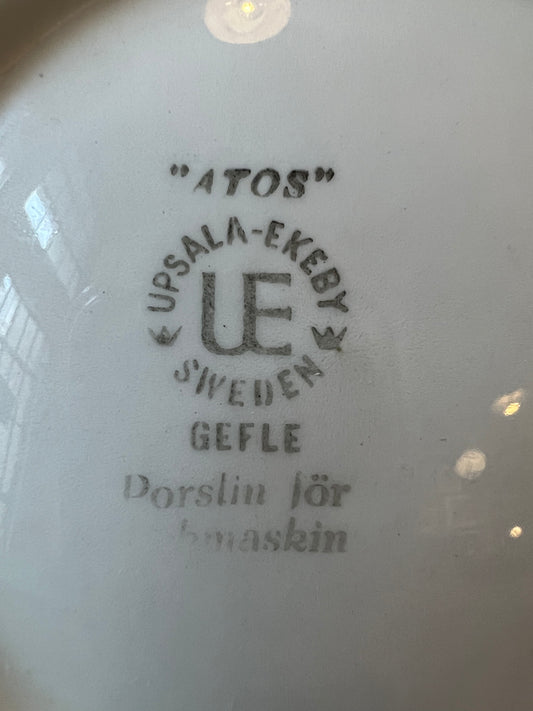 "ATOS"
UPSALA-EKEBY
UE
SWEDEN
GEFLE
Porslin för